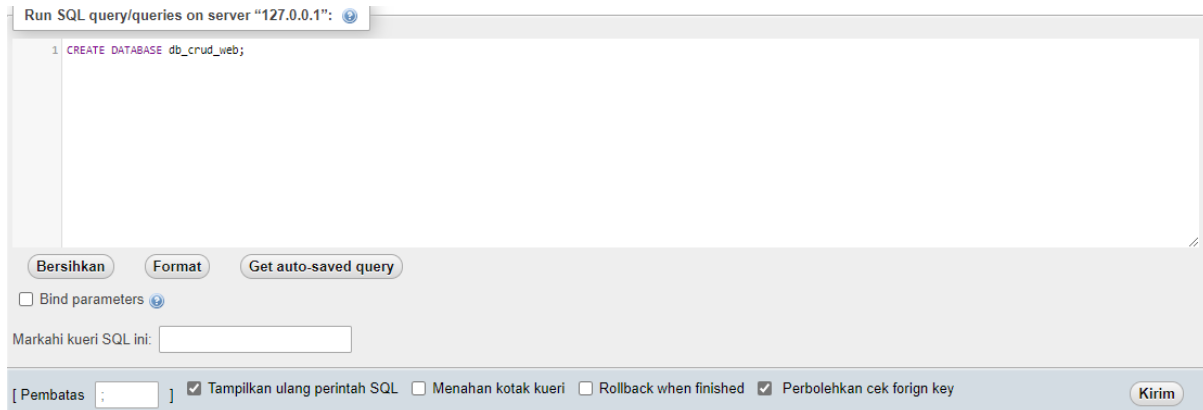 Run SQL query/queries on server “127.0.0.1”:
1 CREATE DATABASE db_crud_web;
Bersihkan Format Get auto-saved query
Bind parameters
Markahi kueri SQL ini:
[ Pembatas ; ] Tampilkan ulang perintah SQL Menahan kotak kueri Rollback when finished Perbolehkan cek forign key Kirim